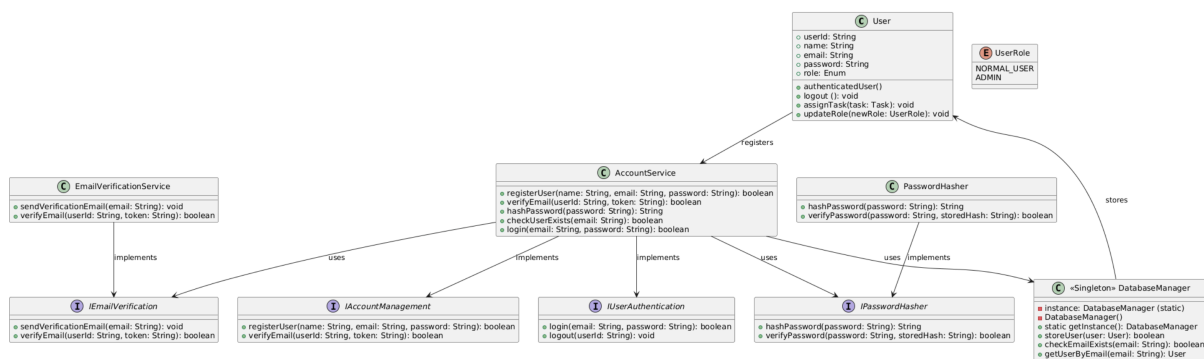 C User
userId: String
name: String
email: String
password: String
role: Enum
authenticatedUser()
logout (): void
assignTask(task: Task): void
updateRole(newRole: UserRole): void
E UserRole
NORMAL_USER
ADMIN
registers
stores
C EmailVerificationService
sendVerificationEmail(email: String): void
verifyEmail(userId: String, token: String): boolean
C AccountService
registerUser(name: String, email: String, password: String): boolean
verifyEmail(userId: String, token: String): boolean
hashPassword(password: String): String
checkUserExists(email: String): boolean
login(email: String, password: String): boolean
C PasswordHasher
hashPassword(password: String): String
verifyPassword(password: String, storedHash: String): boolean
implements
uses
implements
implements
uses
implements
uses
I IEmailVerification
sendVerificationEmail(email: String): void
verifyEmail(userId: String, token: String): boolean
I IAccountManagement
registerUser(name: String, email: String, password: String): boolean
verifyEmail(userId: String, token: String): boolean
I IUserAuthentication
login(email: String, password: String): boolean
logout(userId: String): void
I IPasswordHasher
hashPassword(password: String): String
verifyPassword(password: String, storedHash: String): boolean
C «Singleton» DatabaseManager
instance: DatabaseManager (static)
DatabaseManager()
static getInstance(): DatabaseManager
storeUser(user: User): boolean
checkEmailExists(email: String): boolean
getUserByEmail(email: String): User